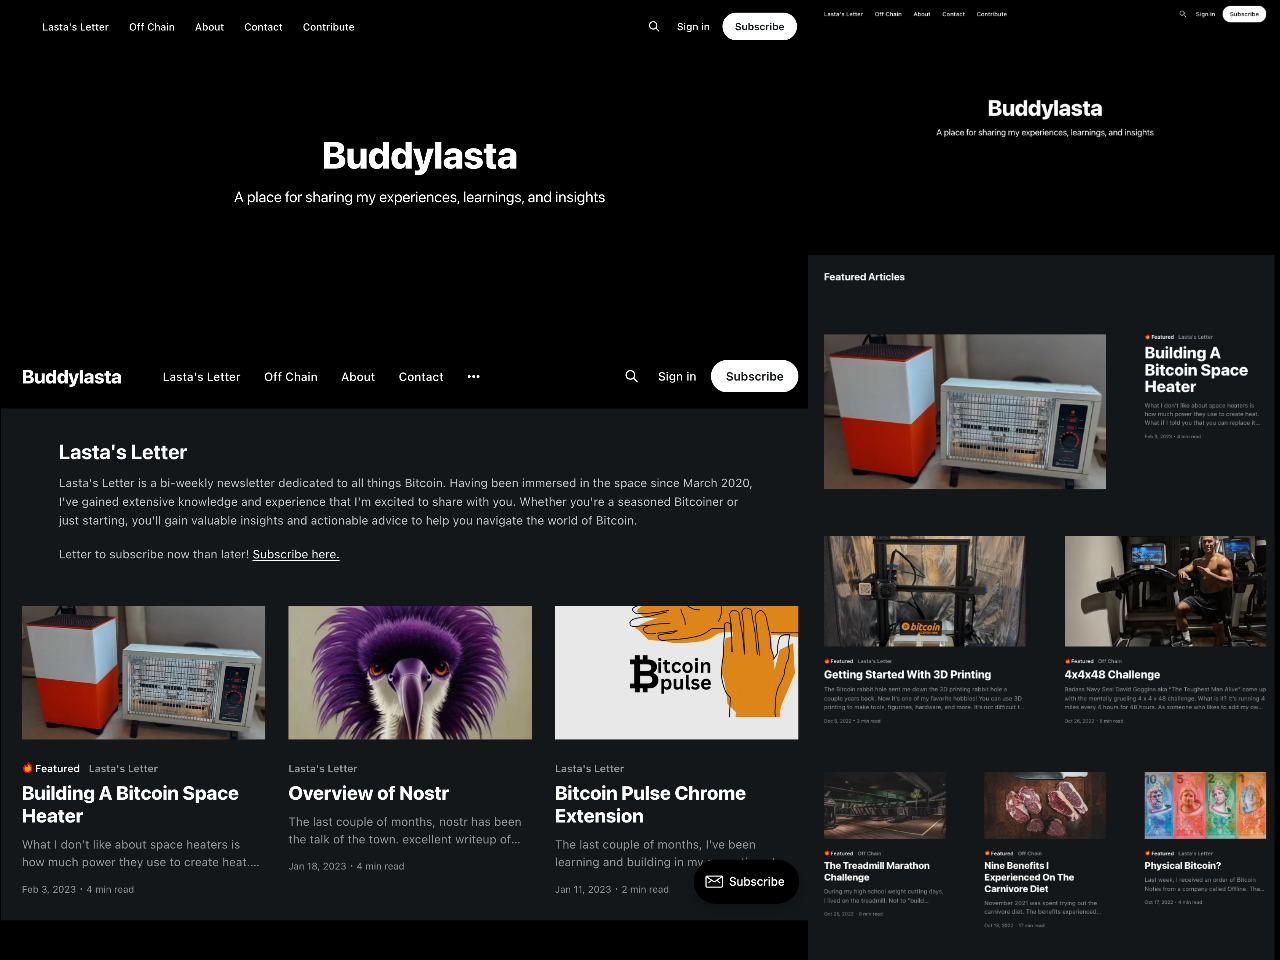 Lasta's Letter Off Chain About Contact Contribute
Sign in Subscribe
Buddylasta
A place for sharing my experiences, learnings, and insights
Buddylasta Lasta's Letter Off Chain About Contact •••
Sign in Subscribe
Lasta's Letter
Lasta's Letter is a bi-weekly newsletter dedicated to all things Bitcoin. Having been immersed in the space since March 2020,
I've gained extensive knowledge and experience that I'm excited to share with you. Whether you're a seasoned Bitcoiner or
just starting, you'll gain valuable insights and actionable advice to help you navigate the world of Bitcoin.
Letter to subscribe now than later! Subscribe here.
🔥 Featured Lasta's Letter
Building A Bitcoin Space
Heater
What I don't like about space heaters is
how much power they use to create heat....
Feb 3, 2023 • 4 min read
Lasta's Letter
Overview of Nostr
The last couple of months, nostr has been
the talk of the town. excellent writeup of...
Jan 18, 2023 • 4 min read
Bitcoin
pulse
Lasta's Letter
Bitcoin Pulse Chrome
Extension
The last couple of months, I've been
learning and building in my
Jan 11, 2023 • 2 min read
Subscribe
Lasta's Letter Off Chain About Contact Contribute
Sign in Subscribe
Buddylasta
A place for sharing my experiences, learnings, and insights
Featured Articles
🔥 Featured Lasta's Letter
Building A
Bitcoin Space
Heater
What I don't like about space heaters is
how much power they use to create heat.
What if I told you that you can replace it...
Feb 3, 2023 • 4 min read
bitcoin
🔥 Featured Lasta's Letter
Getting Started With 3D Printing
The Bitcoin rabbit hole sent me down the 3D printing rabbit hole a
couple years back. Now it's one of my favorite hobbies! You can use 3D
printing to make tools, figurines, hardware, and more. It's not difficult t...
Dec 5, 2022 • 3 min read
🔥 Featured Off Chain
4x4x48 Challenge
Badass Navy Seal David Goggins aka "The Toughest Man Alive" came up
with the mentally grueling 4 x 4 x 48 challenge. What is it? It's running 4
miles every 4 hours for 48 hours. As someone who likes to add my ow...
Oct 26, 2022 • min read
🔥 Featured Off Chain
The Treadmill Marathon
Challenge
During my high school weight cutting days,
I lived on the treadmill. Not to "build...
Oct 25, 2022 • min read
🔥 Featured Off Chain
Nine Benefits I
Experienced On The
Carnivore Diet
November 2021 was spent trying out the
carnivore diet. The benefits experienced...
Oct 18, 2022 • 17 min read
10 5 2 1
🔥 Featured Lasta's Letter
Physical Bitcoin?
Last week, I received an order of Bitcoin
Notes from a company called Offline. The...
Oct 17, 2022 • 4 min read